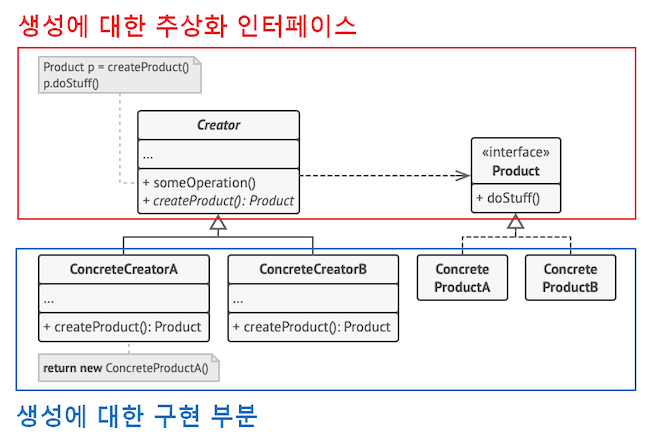 생성에 대한 추상화 인터페이스
Product p = createProduct()
p.doStuff()
Creator
...
+ someOperation()
+ createProduct(): Product
«interface»
Product
+ doStuff()
ConcreteCreatorA
...
+ createProduct(): Product
return new ConcreteProductA()
ConcreteCreatorB
...
+ createProduct(): Product
Concrete
ProductA
Concrete
ProductB
생성에 대한 구현 부분